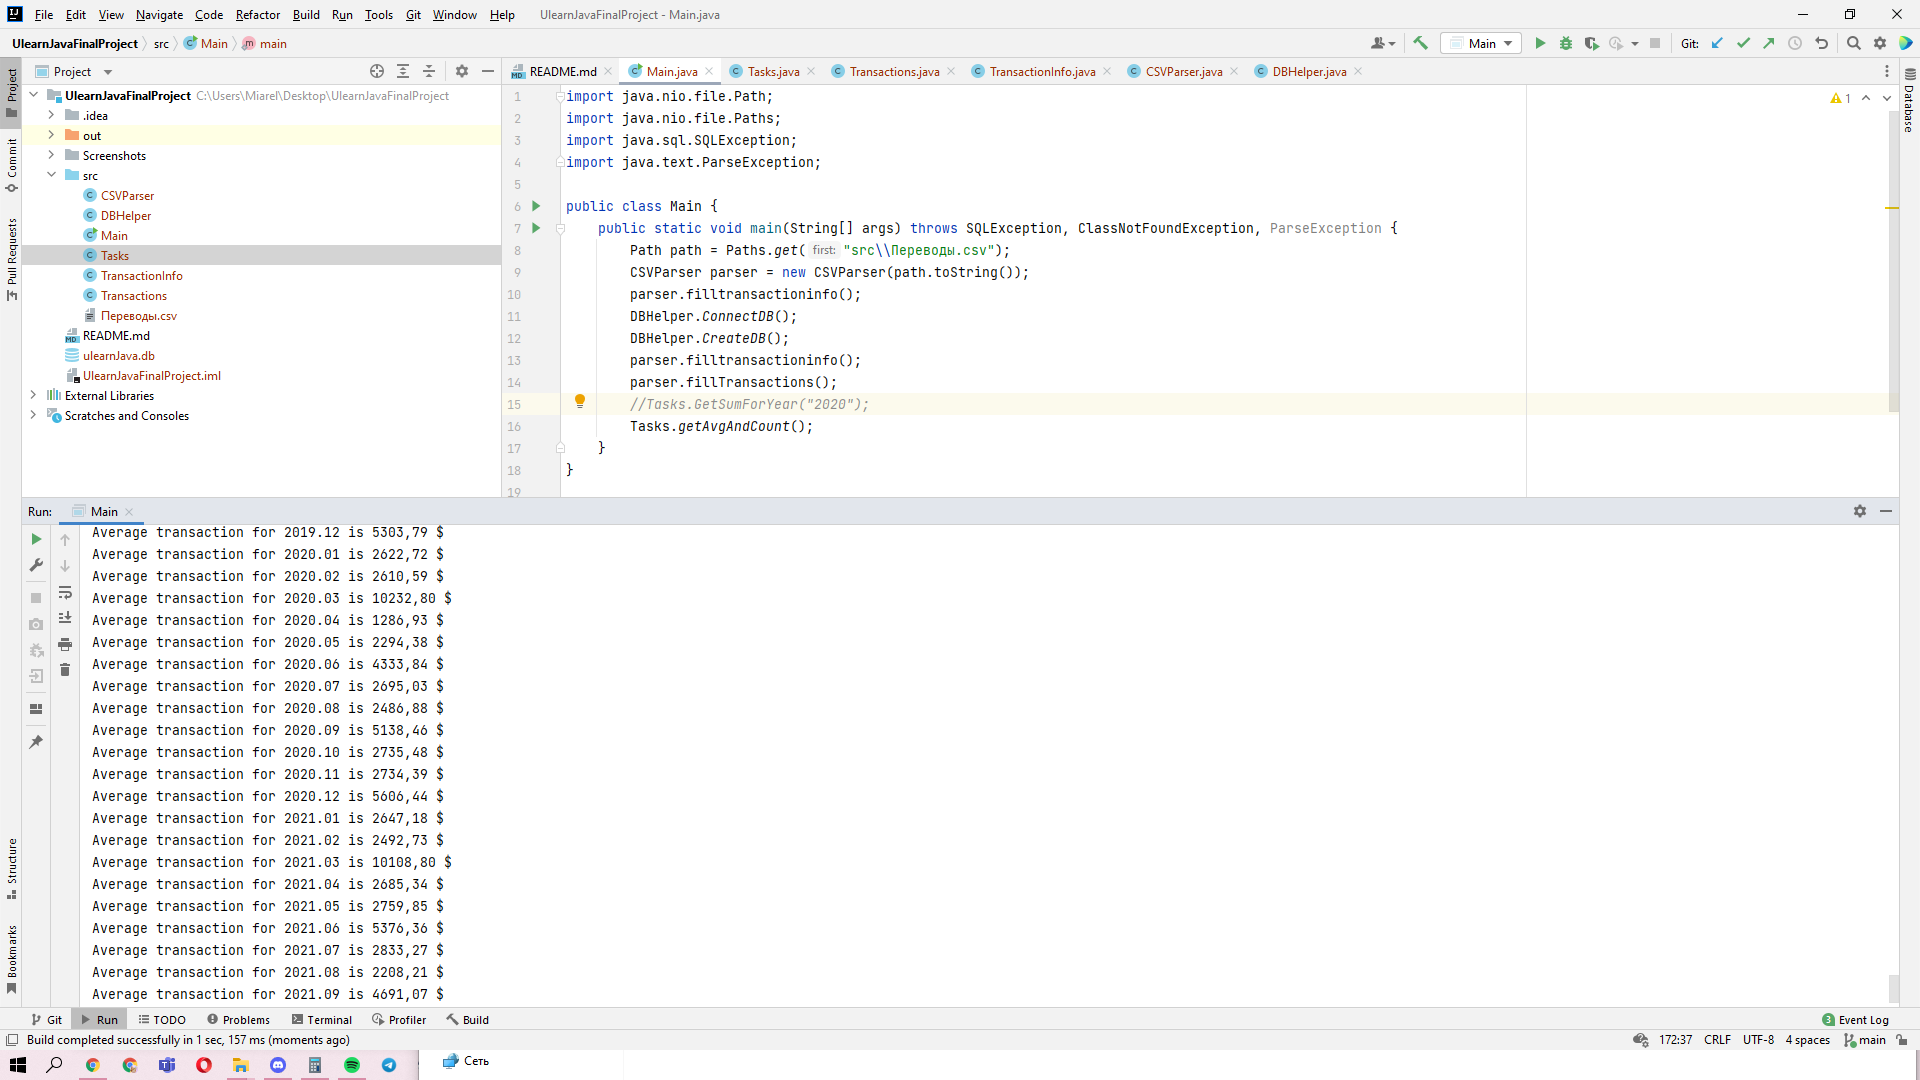 File Edit View Navigate Code Refactor Build Run Tools Git Window Help UlearnJavaFinalProject - Main.java
UlearnJavaFinalProject src Main main Main Git:
Project README.md Main.java Tasks.java Transactions.java TransactionInfo.java CSVParser.java DBHelper.java
Project
Commit
Pull Requests
Structure
Bookmarks
Database
UlearnJavaFinalProject C:\Users\Miarel\Desktop\UlearnJavaFinalProject
.idea
out
Screenshots
src
CSVParser
DBHelper
Main
Tasks
TransactionInfo
Transactions
Переводы.csv
README.md
ulearnJava.db
UlearnJavaFinalProject.iml
External Libraries
Scratches and Consoles
1
1 import java.nio.file.Path;
2 import java.nio.file.Paths;
3 import java.sql.SQLException;
4 import java.text.ParseException;
5
6 public class Main {
7 public static void main(String[] args) throws SQLException, ClassNotFoundException, ParseException {
8 Path path = Paths.get( first: "src\\Переводы.csv");
9 CSVParser parser = new CSVParser(path.toString());
10 parser.filltransactioninfo();
11 DBHelper.ConnectDB();
12 DBHelper.CreateDB();
13 parser.filltransactioninfo();
14 parser.fillTransactions();
15 //Tasks.GetSumForYear("2020");
16 Tasks.getAvgAndCount();
17 }
18 }
19
Run: Main
Average transaction for 2019.12 is 5303,79 $
Average transaction for 2020.01 is 2622,72 $
Average transaction for 2020.02 is 2610,59 $
Average transaction for 2020.03 is 10232,80 $
Average transaction for 2020.04 is 1286,93 $
Average transaction for 2020.05 is 2294,38 $
Average transaction for 2020.06 is 4333,84 $
Average transaction for 2020.07 is 2695,03 $
Average transaction for 2020.08 is 2486,88 $
Average transaction for 2020.09 is 5138,46 $
Average transaction for 2020.10 is 2735,48 $
Average transaction for 2020.11 is 2734,39 $
Average transaction for 2020.12 is 5606,44 $
Average transaction for 2021.01 is 2647,18 $
Average transaction for 2021.02 is 2492,73 $
Average transaction for 2021.03 is 10108,80 $
Average transaction for 2021.04 is 2685,34 $
Average transaction for 2021.05 is 2759,85 $
Average transaction for 2021.06 is 5376,36 $
Average transaction for 2021.07 is 2833,27 $
Average transaction for 2021.08 is 2208,21 $
Average transaction for 2021.09 is 4691,07 $
Git Run TODO Problems Terminal Profiler Build 3 Event Log
Build completed successfully in 1 sec, 157 ms (moments ago) 172:37 CRLF UTF-8 4 spaces main
Сеть